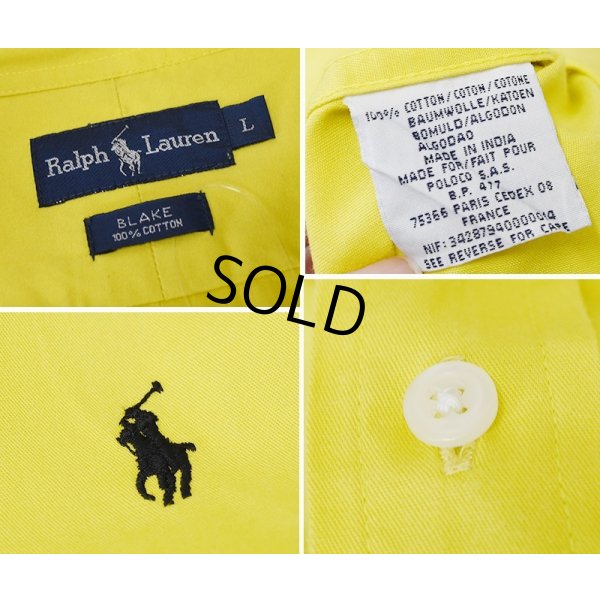 Ralph Lauren
L
BLAKE
100% COTTON
100% COTTON/COTON/COTONE
BAUMWOLLE/KATOEN
BOMULD/ALGODON
ALGODAO
MADE IN INDIA
MADE FOR/FAIT POUR
POLOCO S.A.S.
B.P. 477
75366 PARIS CEDEX 08
FRANCE
NIF:34287940000014
SEE REVERSE FOR CARE
SOLD